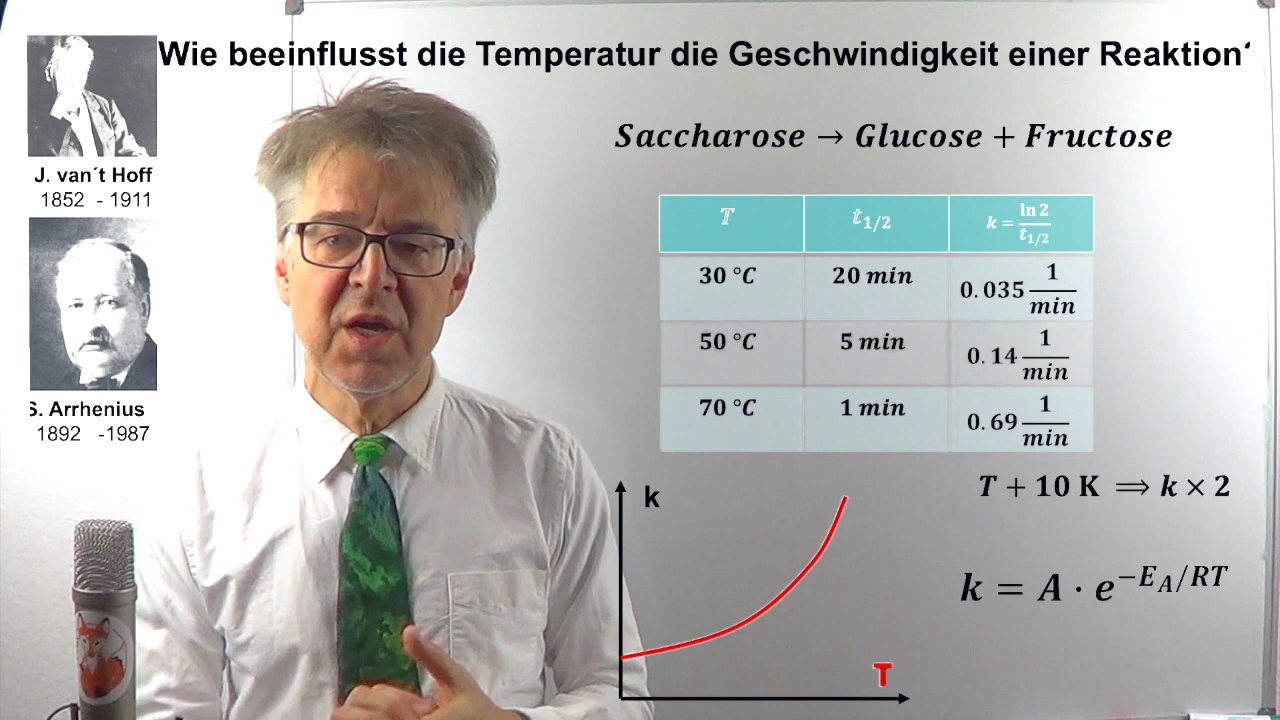 Wie beeinflusst die Temperatur die Geschwindigkeit einer Reaktion‘
J. van´t Hoff
1852 - 1911
S. Arrhenius
1892 -1987
Saccharose → Glucose + Fructose
T t1/2 k = ln 2 / t1/2
30 °C 20 min 0.035 1/min
50 °C 5 min 0.14 1/min
70 °C 1 min 0.69 1/min
k
T
T + 10 K ⟹ k × 2
k = A · e^−E_A/RT